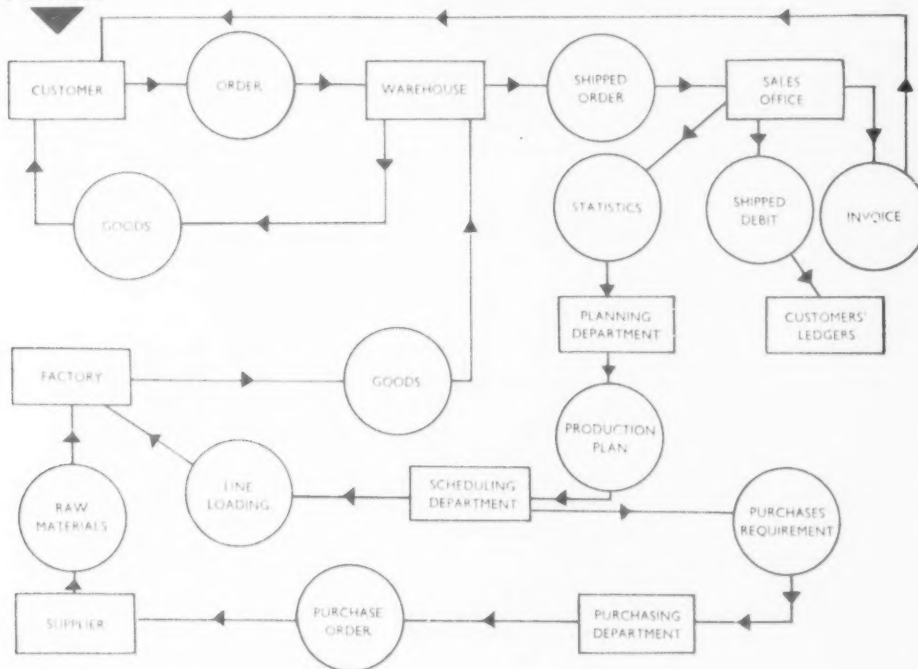 CUSTOMER
ORDER
WAREHOUSE
SHIPPED
ORDER
SALES
OFFICE
GOODS
STATISTICS
SHIPPED
DEBIT
INVOICE
PLANNING
DEPARTMENT
CUSTOMERS'
LEDGERS
FACTORY
GOODS
PRODUCTION
PLAN
RAW
MATERIALS
LINE
LOADING
SCHEDULING
DEPARTMENT
PURCHASES
REQUIREMENT
SUPPLIER
PURCHASE
ORDER
PURCHASING
DEPARTMENT